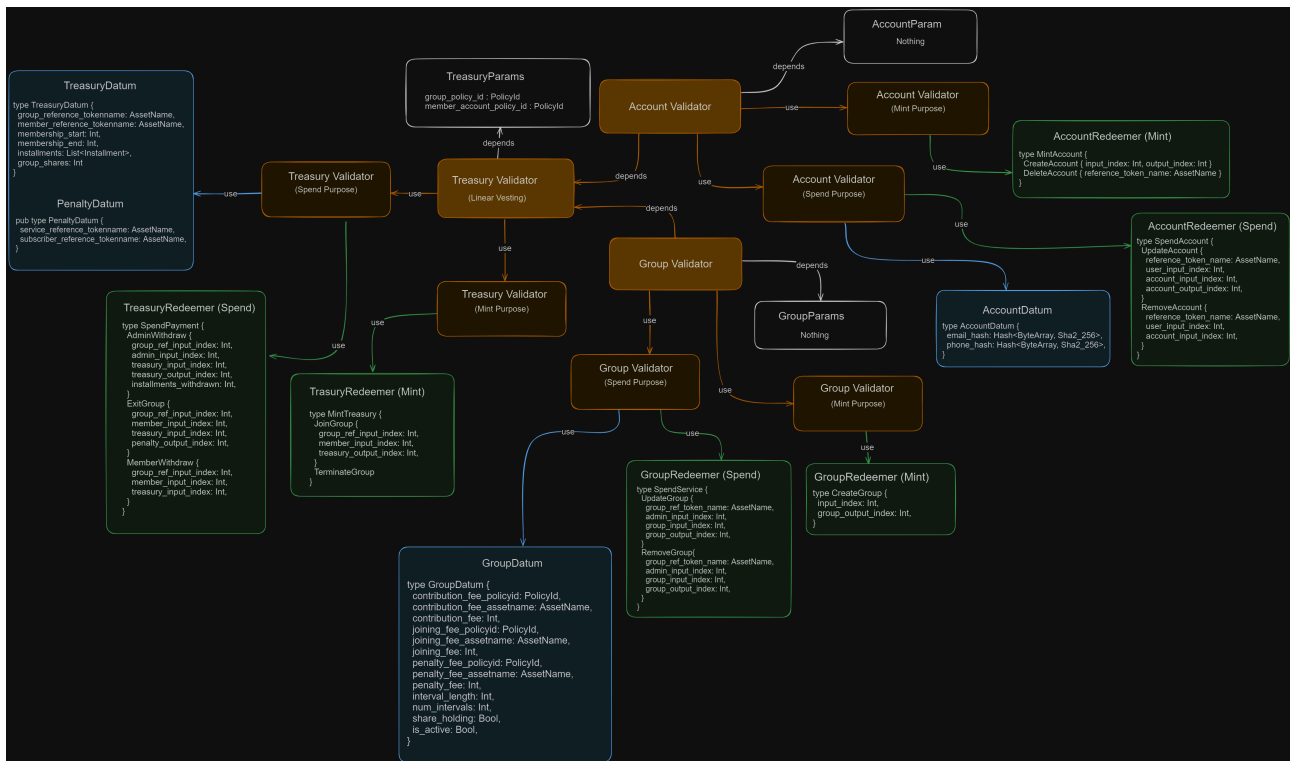 AccountParam
Nothing
depends
TreasuryParams
group_policy_id : PolicyId
member_account_policy_id : PolicyId
depends
Account Validator
use
Account Validator
(Mint Purpose)
use
AccountRedeemer (Mint)
type MintAccount {
CreateAccount { input_index: Int, output_index: Int }
DeleteAccount { reference_token_name: AssetName }
}
TreasuryDatum
type TreasuryDatum {
group_reference_tokenname: AssetName,
member_reference_tokenname: AssetName,
membership_start: Int,
membership_end: Int,
installments: List<Installment>,
group_shares: Int
}
PenaltyDatum
pub type PenaltyDatum {
service_reference_tokenname: AssetName,
subscriber_reference_tokenname: AssetName,
}
use
Treasury Validator
(Spend Purpose)
use
Treasury Validator
(Linear Vesting)
depends
depends
use
Account Validator
(Spend Purpose)
use
AccountRedeemer (Spend)
type SpendAccount {
UpdateAccount {
reference_token_name: AssetName,
user_input_index: Int,
account_input_index: Int,
account_output_index: Int,
}
RemoveAccount {
reference_token_name: AssetName,
user_input_index: Int,
account_input_index: Int,
}
}
use
AccountDatum
type AccountDatum {
email_hash: Hash<ByteArray, Sha2_256>,
phone_hash: Hash<ByteArray, Sha2_256>,
}
Group Validator
depends
GroupParams
Nothing
use
Treasury Validator
(Mint Purpose)
use
TreasuryRedeemer (Spend)
type SpendPayment {
AdminWithdraw {
group_ref_input_index: Int,
admin_input_index: Int,
treasury_input_index: Int,
treasury_output_index: Int,
installments_withdrawn: Int,
}
ExitGroup {
group_ref_input_index: Int,
member_input_index: Int,
treasury_input_index: Int,
penalty_output_index: Int,
}
MemberWithdraw {
group_ref_input_index: Int,
member_input_index: Int,
treasury_input_index: Int,
}
}
use
TrasuryRedeemer (Mint)
type MintTreasury {
JoinGroup {
group_ref_input_index: Int,
member_input_index: Int,
treasury_output_index: Int,
}
TerminateGroup
}
use
Group Validator
(Spend Purpose)
use
Group Validator
(Mint Purpose)
use
use
use
GroupRedeemer (Spend)
type SpendService {
UpdateGroup {
group_ref_token_name: AssetName,
admin_input_index: Int,
group_input_index: Int,
group_output_index: Int,
}
RemoveGroup{
group_ref_token_name: AssetName,
admin_input_index: Int,
group_input_index: Int,
group_output_index: Int,
}
}
GroupRedeemer (Mint)
type CreateGroup {
input_index: Int,
group_output_index: Int,
}
GroupDatum
type GroupDatum {
contribution_fee_policyid: PolicyId,
contribution_fee_assetname: AssetName,
contribution_fee: Int,
joining_fee_policyid: PolicyId,
joining_fee_assetname: AssetName,
joining_fee: Int,
penalty_fee_policyid: PolicyId,
penalty_fee_assetname: AssetName,
penalty_fee: Int,
interval_length: Int,
num_intervals: Int,
share_holding: Bool,
is_active: Bool,
}